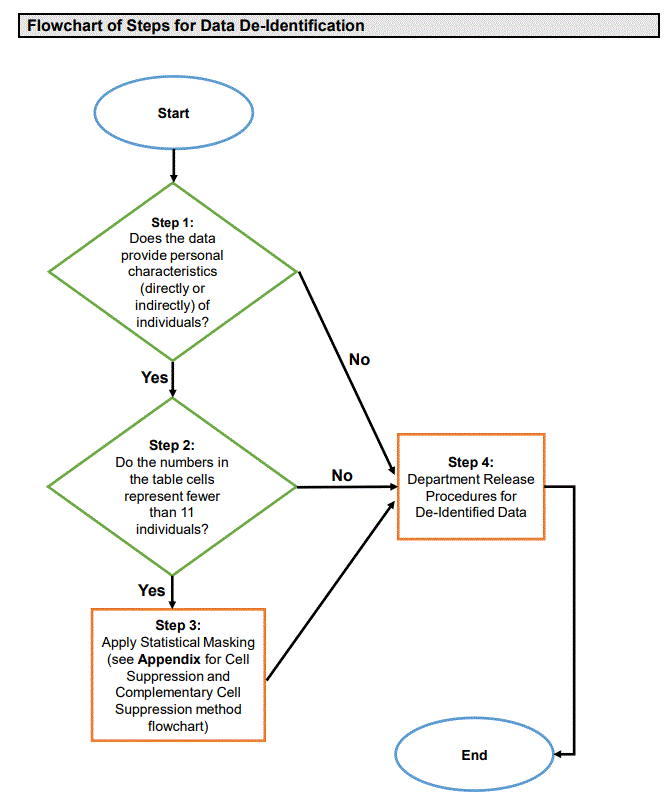 Flowchart of Steps for Data De-Identification
Start
Step 1:
Does the data
provide personal
characteristics
(directly or
indirectly) of
individuals?
No
Yes
Step 2:
Do the numbers in
the table cells
represent fewer
than 11
individuals?
No
Step 4:
Department Release
Procedures for
De-Identified Data
Yes
Step 3:
Apply Statistical Masking
(see Appendix for Cell
Suppression and
Complementary Cell
Suppression method
flowchart)
End